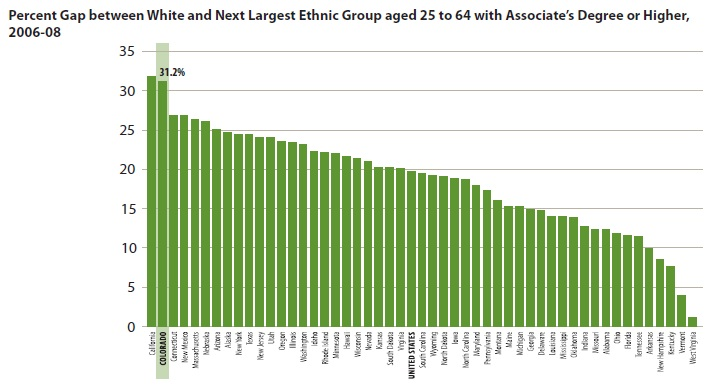 Percent Gap between White and Next Largest Ethnic Group aged 25 to 64 with Associate's Degree or Higher,
2006-08
35
31.2%
30
25
20
15
10
5
0
California
COLORADO
Connecticut
New Mexico
Massachusetts
Nebraska
Arizona
Alaska
New York
Texas
New Jersey
Utah
Oregon
Illinois
Washington
Idaho
Rhode Island
Minnesota
Hawaii
Wisconsin
Nevada
Kansas
South Dakota
Virginia
UNITED STATES
South Carolina
Wyoming
North Dakota
Iowa
North Carolina
Maryland
Pennsylvania
Montana
Maine
Michigan
Georgia
Delaware
Louisiana
Mississippi
Oklahoma
Indiana
Missouri
Alabama
Ohio
Florida
Tennessee
Arkansas
New Hampshire
Kentucky
Vermont
West Virginia